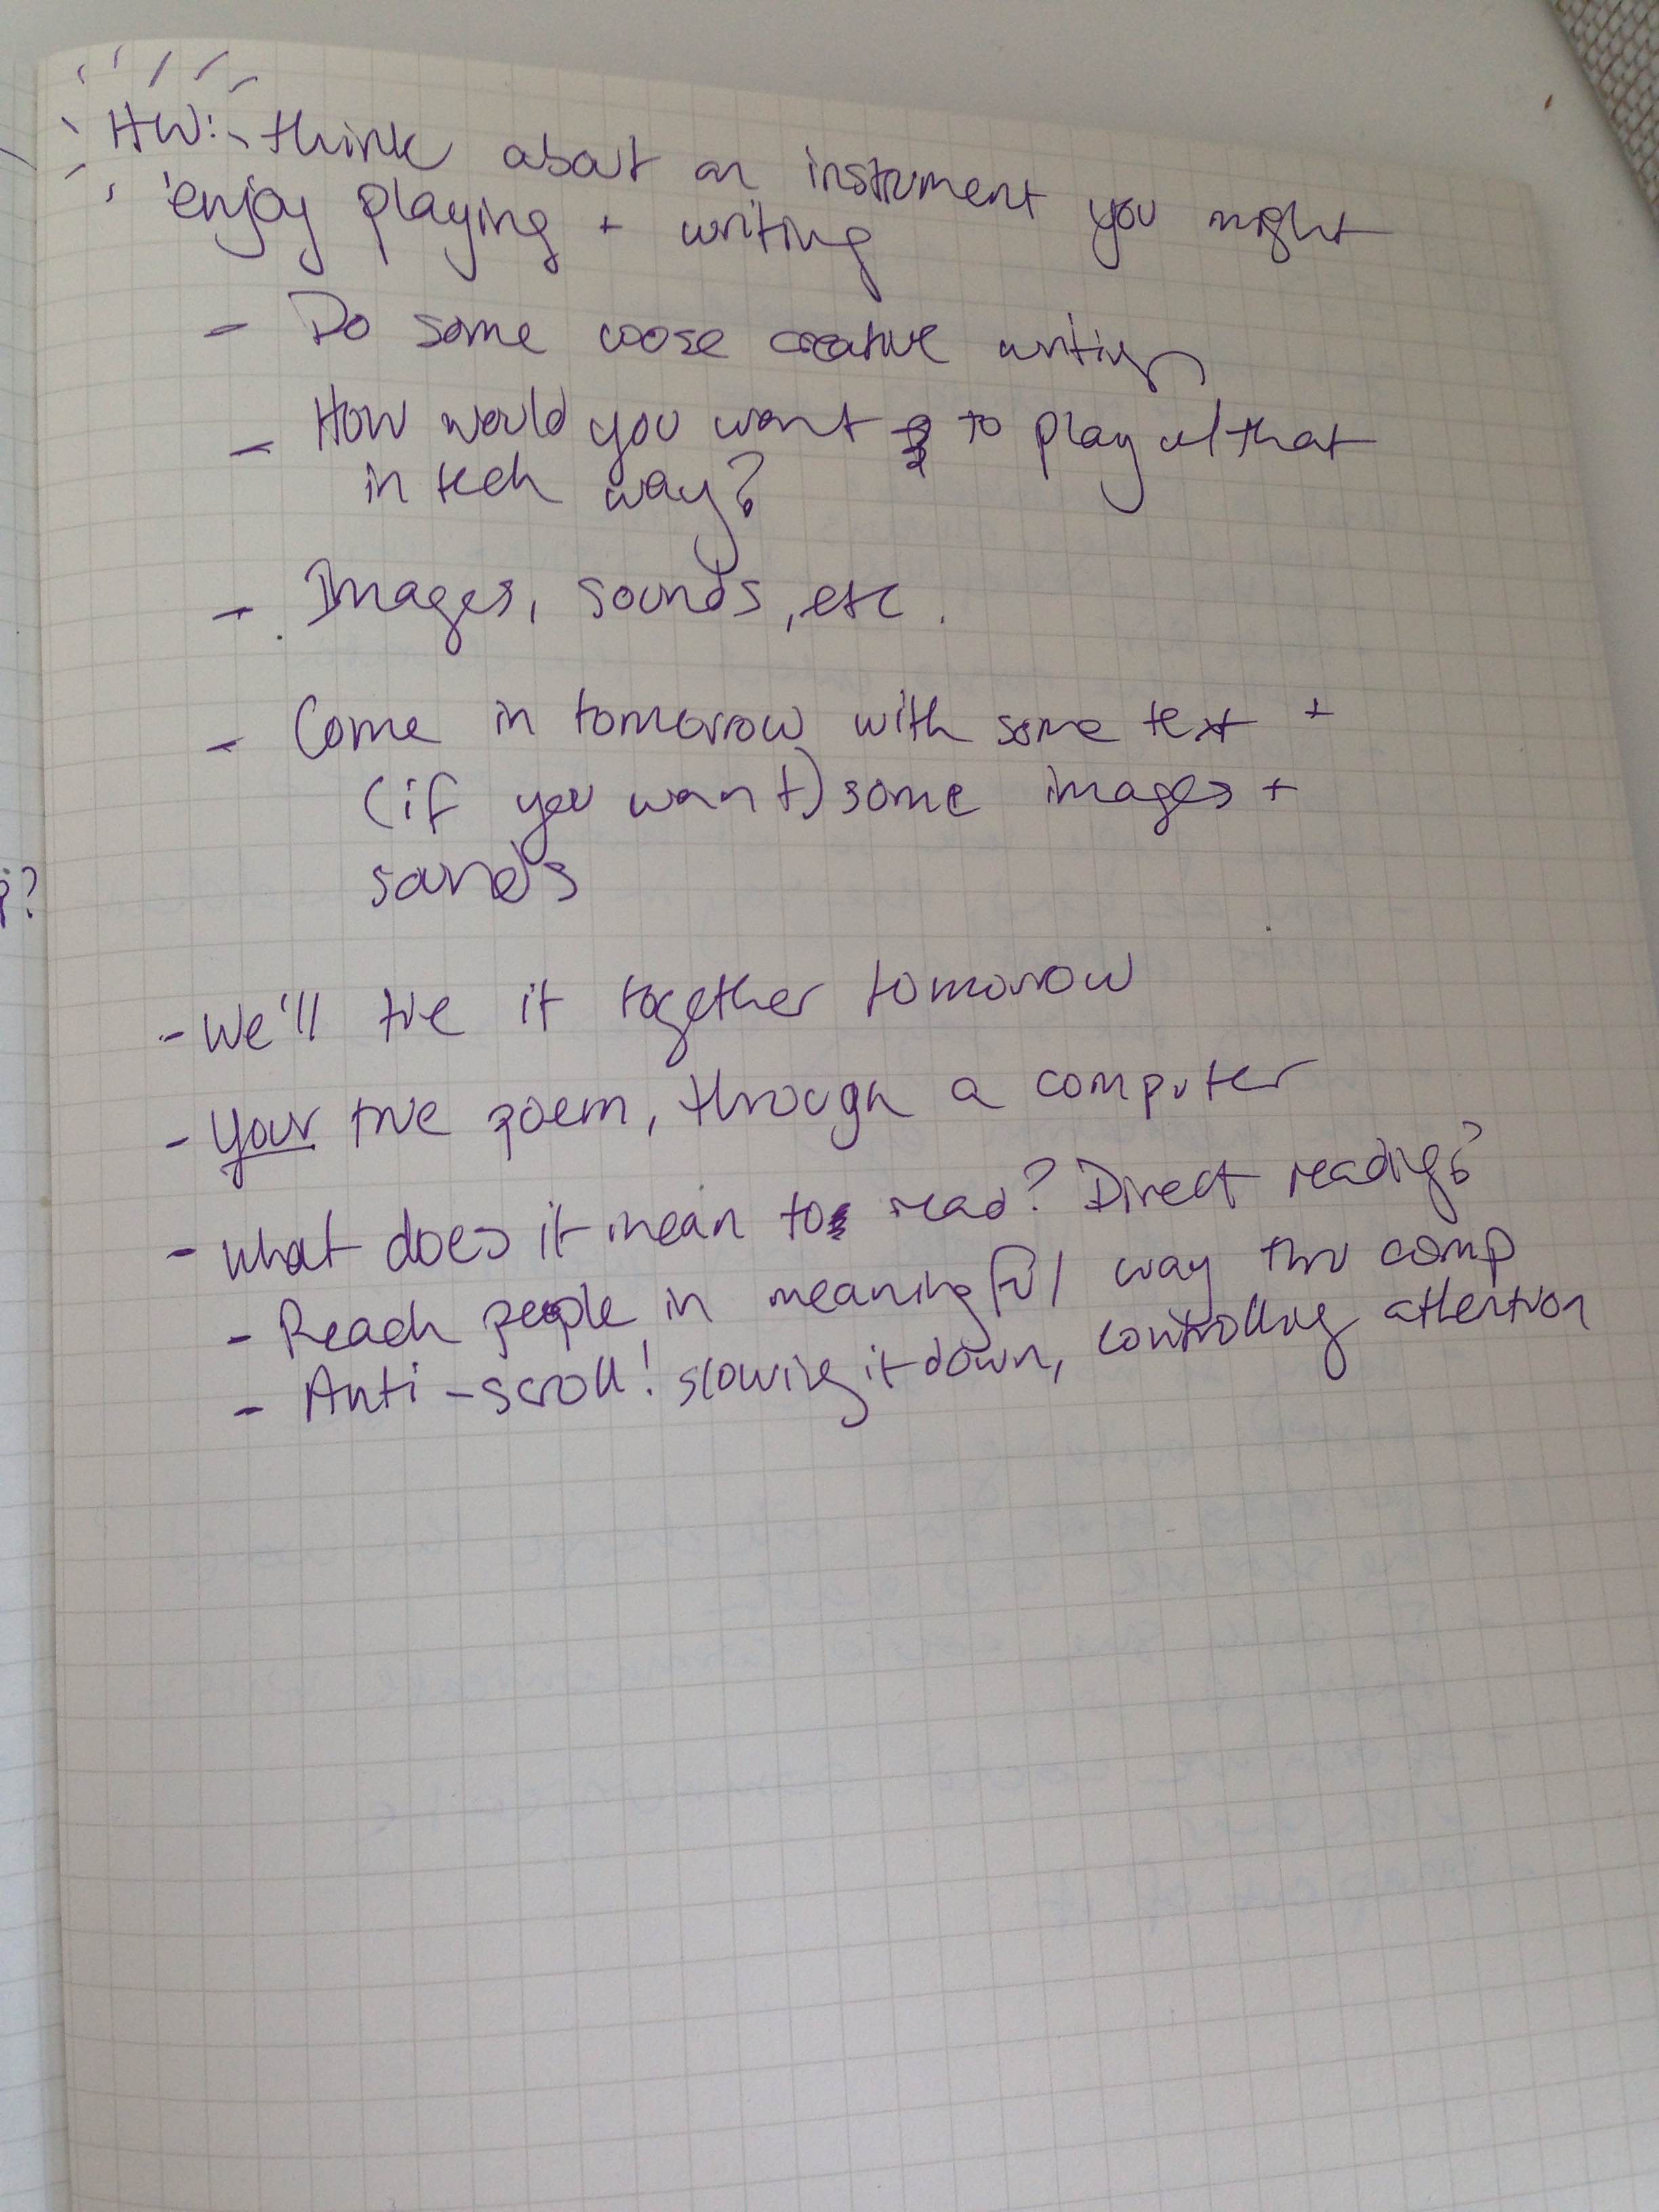 HW: - think about an instrument you might
enjoy playing + writing
- Do some loose creative writing
- How would you want to play w/ that
in tech way?
- Images, sounds, etc.
- Come in tomorrow with some text +
(if you want) some images +
sounds
- We'll tie it together tomorrow
- Your true poem, through a computer
- What does it mean to read? Direct reading?
- Reach people in meaningful way thru comp
- Anti-scroll! slowing it down, controlling attention
?